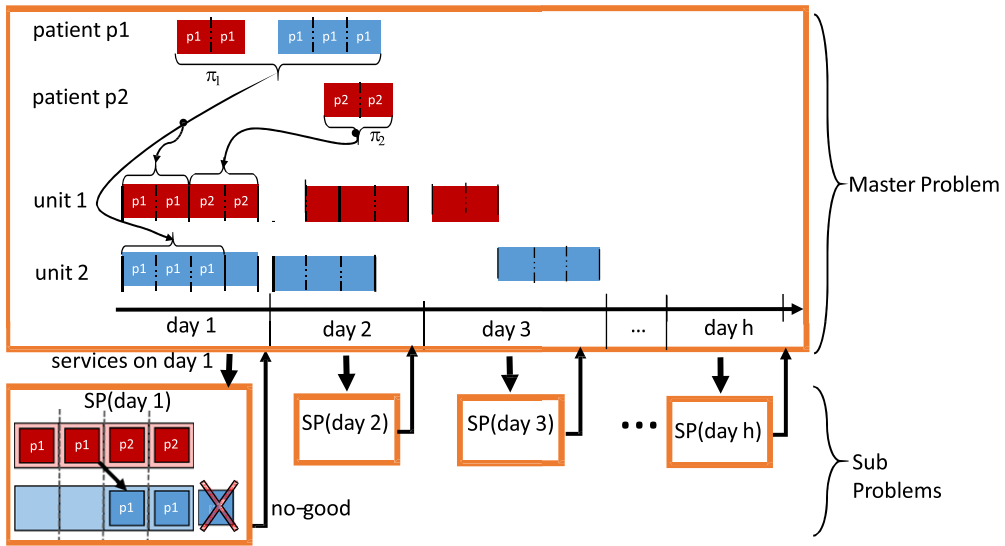 patient p1
p1 p1 p1 p1 p1
π1
patient p2
p2 p2
π2
unit 1
p1 p1 p2 p2
Master Problem
unit 2
p1 p1 p1
day 1 day 2 day 3 ... day h
services on day 1
SP(day 1)
p1 p1 p2 p2
p1 p1
no-good
SP(day 2)
SP(day 3)
SP(day h)
Sub
Problems